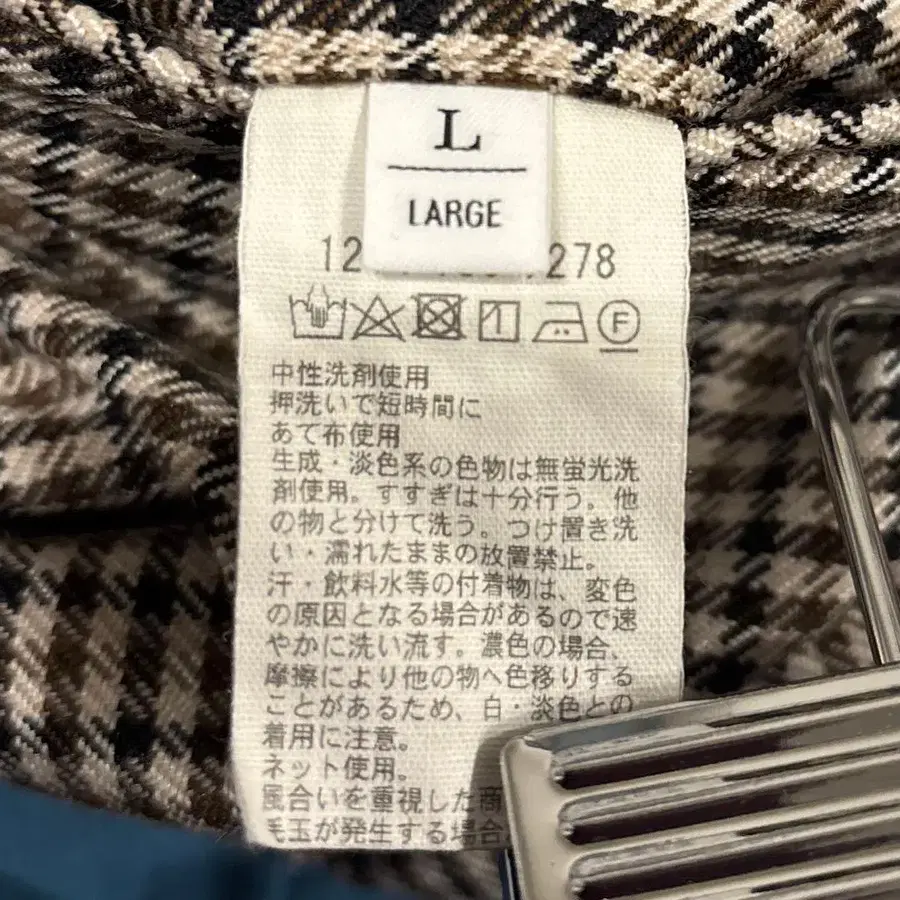 L
LARGE
12 278
F
中性洗剤使用
押洗いで短時間に
あて布使用
生成・淡色系の色物は無蛍光洗
剤使用。すすぎは十分行う。他
の物と分けて洗う。つけ置き洗
い・濡れたままの放置禁止。
汗・飲料水等の付着物は、変色
の原因となる場合があるので速
やかに洗い流す。濃色の場合、
摩擦により他の物へ色移りする
ことがあるため、白・淡色との
着用に注意。
ネット使用。
風合いを重視した商
毛玉が発生する場合